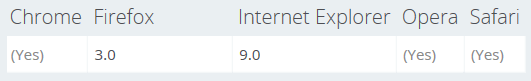 Chrome Firefox Internet Explorer Opera Safari
(Yes) 3.0 9.0 (Yes) (Yes)